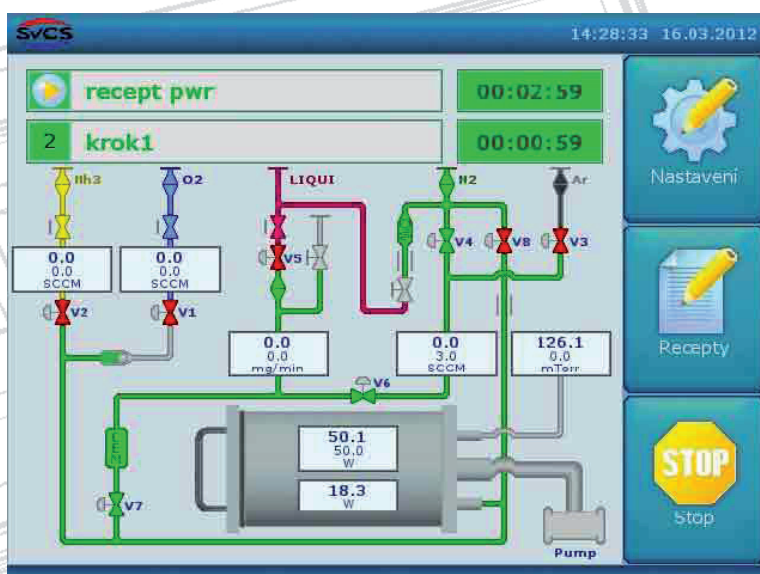 SVCS
14:28:33 16.03.2012
recept pwr 00:02:59
2 krok1 00:00:59
Nh3 O2 LIQUI N2 Ar
Nastavení
V5 V4 V8 V3
0.0 0.0
0.0 0.0
SCCM SCCM
V2 V1
0.0 0.0 126.1
0.0 3.0 0.0
mg/min SCCM mTorr
Recepty
V6
50.1
50.0
W
18.3
W
V7
STOP
Stop
Pump